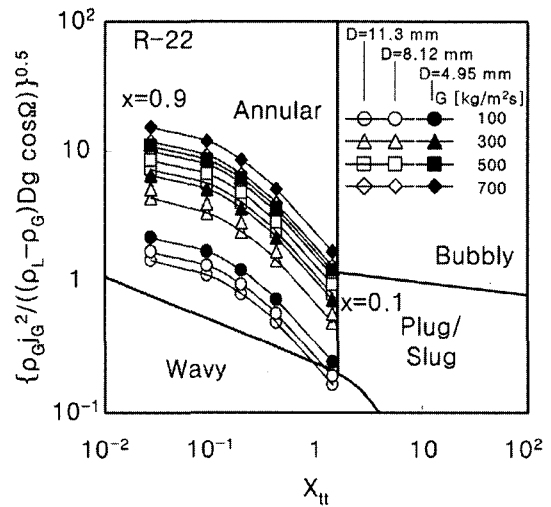 R-22
D=11.3 mm
D=8.12mm
D=4.95 mm
G [kg/m²s]
100
300
500
700
x=0.9
Annular
Bubbly
x=0.1
Plug/
Slug
Wavy
{ρ_G j_G²/((ρ_L−ρ_G)Dg cosΩ)}^0.5
10²
10
1
10⁻¹
10⁻²
10⁻¹
1
10
10²
X_tt